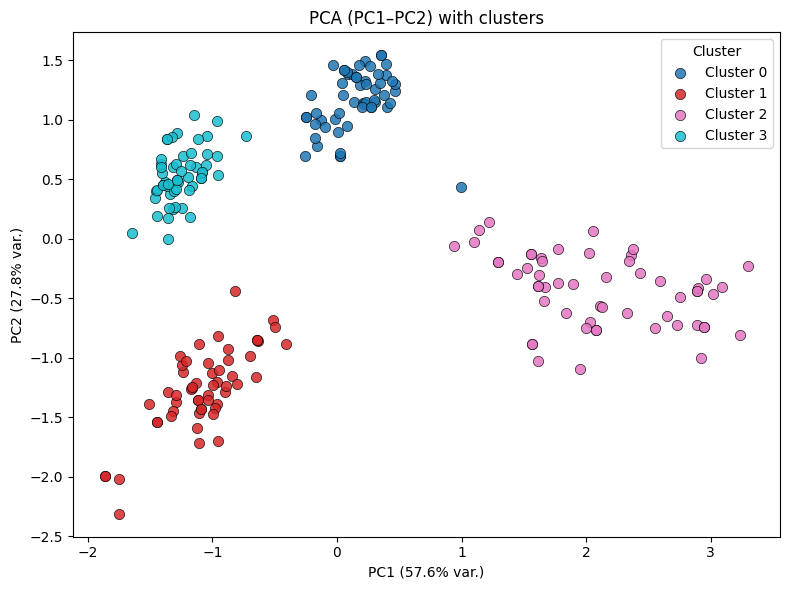 PCA (PC1–PC2) with clusters
Cluster
Cluster 0
Cluster 1
Cluster 2
Cluster 3
1.5
1.0
0.5
0.0
−0.5
−1.0
−1.5
−2.0
−2.5
PC2 (27.8% var.)
−2
−1
0
1
2
3
PC1 (57.6% var.)